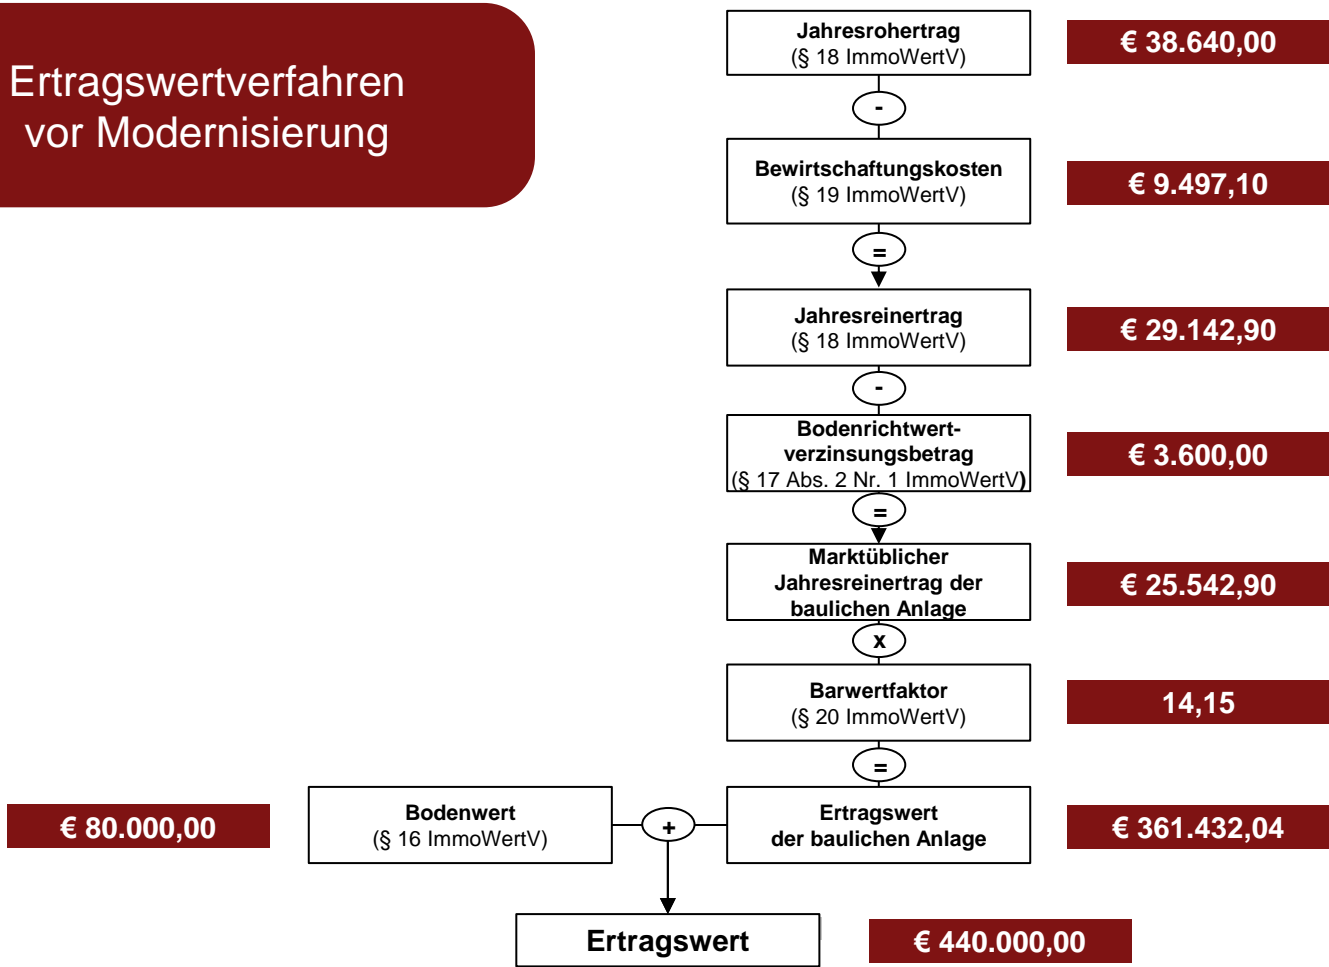 Ertragswertverfahren
vor Modernisierung
Jahresrohertrag
(§ 18 ImmoWertV)
€ 38.640,00
-
Bewirtschaftungskosten
(§ 19 ImmoWertV)
€ 9.497,10
=
Jahresreinertrag
(§ 18 ImmoWertV)
€ 29.142,90
-
Bodenrichtwert-
verzinsungsbetrag
(§ 17 Abs. 2 Nr. 1 ImmoWertV)
€ 3.600,00
=
Marktüblicher
Jahresreinertrag der
baulichen Anlage
€ 25.542,90
x
Barwertfaktor
(§ 20 ImmoWertV)
14,15
=
€ 80.000,00
Bodenwert
(§ 16 ImmoWertV)
+
Ertragswert
der baulichen Anlage
€ 361.432,04
Ertragswert
€ 440.000,00